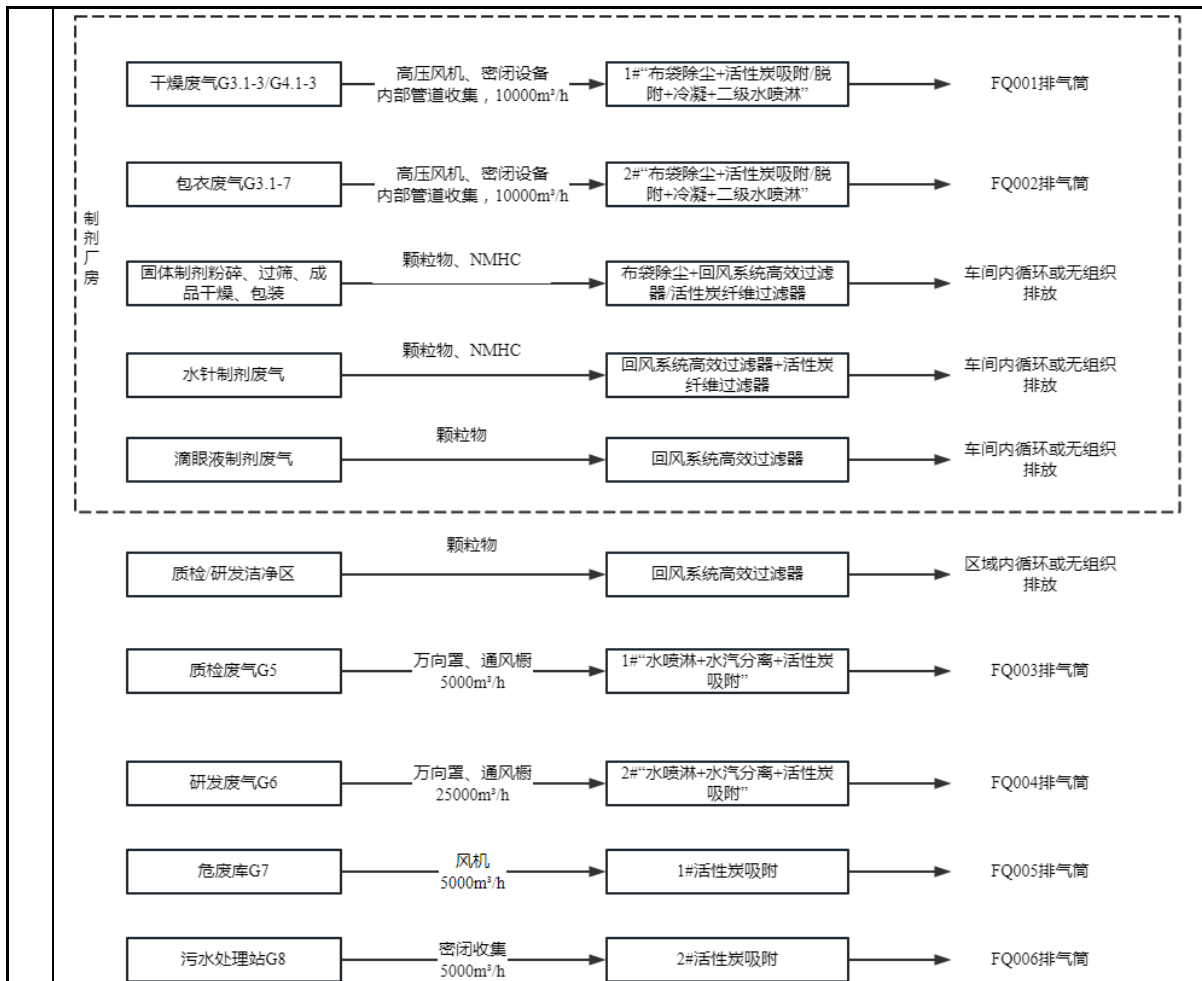 干燥废气G3.1-3/G4.1-3
高压风机、密闭设备
内部管道收集，10000m³/h
1#“布袋除尘+活性炭吸附/脱
附+冷凝+二级水喷淋”
FQ001排气筒
包衣废气G3.1-7
高压风机、密闭设备
内部管道收集，10000m³/h
2#“布袋除尘+活性炭吸附/脱
附+冷凝+二级水喷淋”
FQ002排气筒
制
剂
厂
房
固体制剂粉碎、过筛、成
品干燥、包装
颗粒物、NMHC
布袋除尘+回风系统高效过滤
器/活性炭纤维过滤器
车间内循环或无组织
排放
水针制剂废气
颗粒物、NMHC
回风系统高效过滤器+活性炭
纤维过滤器
车间内循环或无组织
排放
滴眼液制剂废气
颗粒物
回风系统高效过滤器
车间内循环或无组织
排放
质检/研发洁净区
颗粒物
回风系统高效过滤器
区域内循环或无组织
排放
质检废气G5
万向罩、通风橱
5000m³/h
1#“水喷淋+水汽分离+活性炭
吸附”
FQ003排气筒
研发废气G6
万向罩、通风橱
25000m³/h
2#“水喷淋+水汽分离+活性炭
吸附”
FQ004排气筒
危废库G7
风机
5000m³/h
1#活性炭吸附
FQ005排气筒
污水处理站G8
密闭收集
5000m³/h
2#活性炭吸附
FQ006排气筒